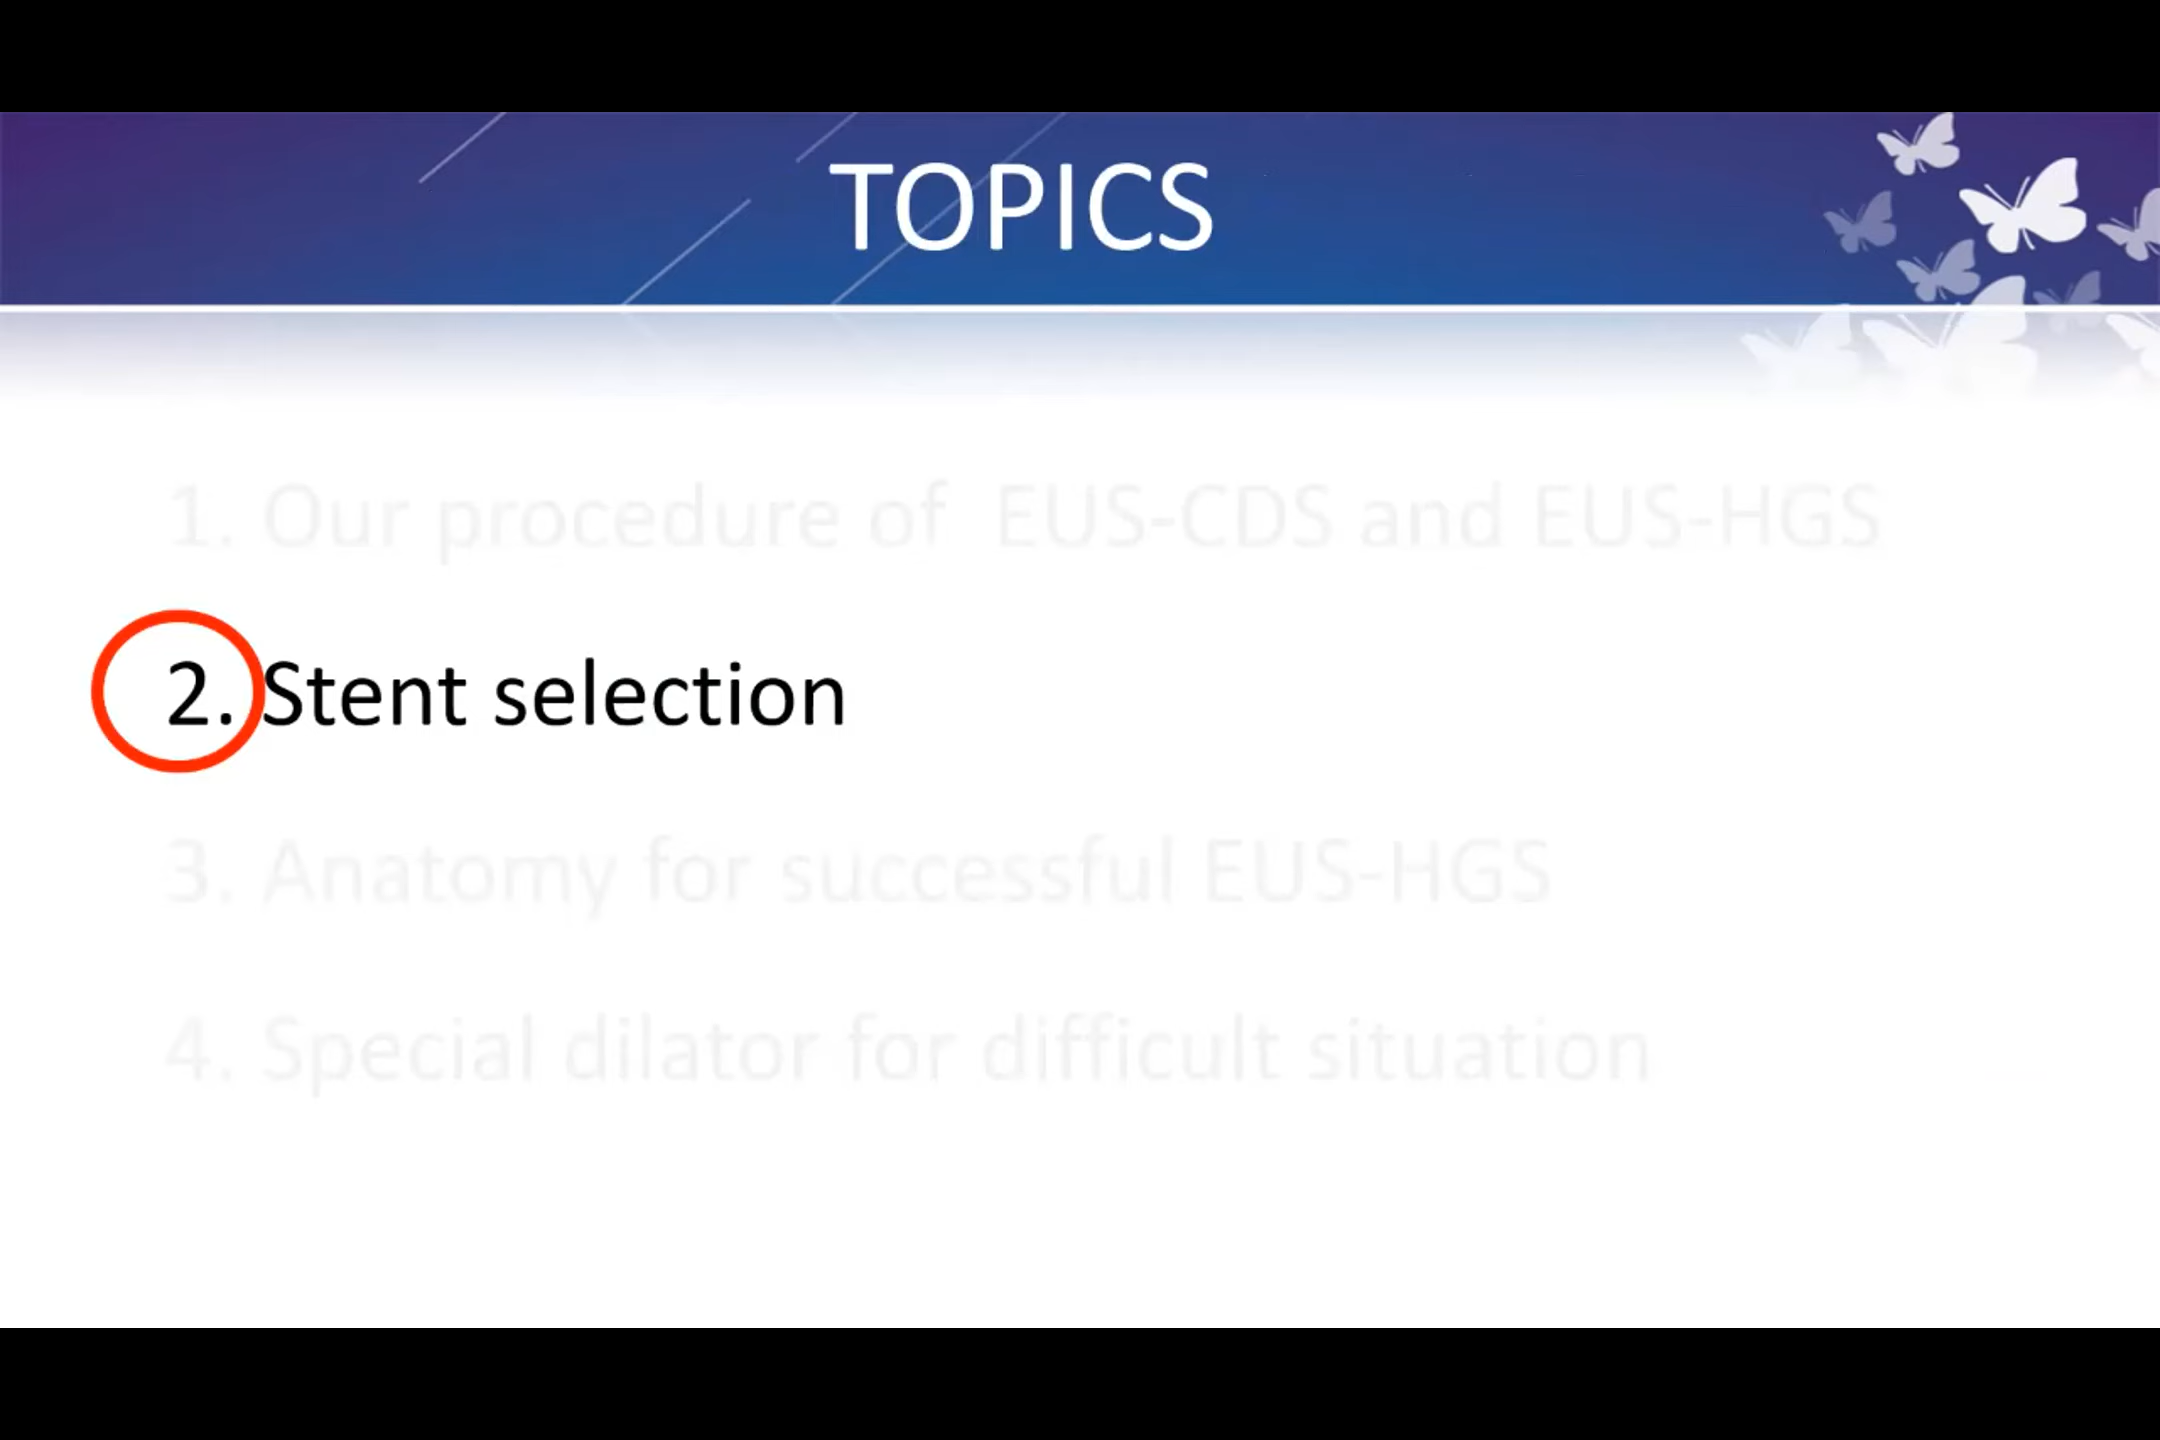 TOPICS
1. Our procedure of EUS-CDS and EUS-HGS
2. Stent selection
3. Anatomy for successful EUS-HGS
4. Special dilator for difficult situation